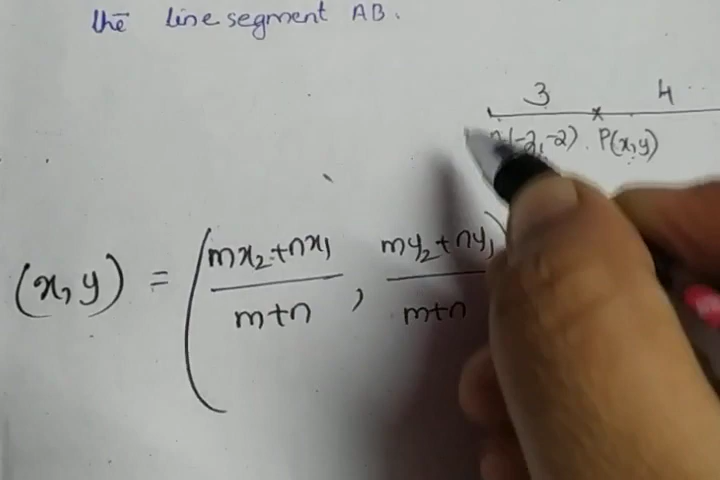 the line segment AB.
3 4
(-2,-2). P(x,y)
(x, y) = (mx₂+nx₁ / m+n , my₂+ny₁ / m+n)